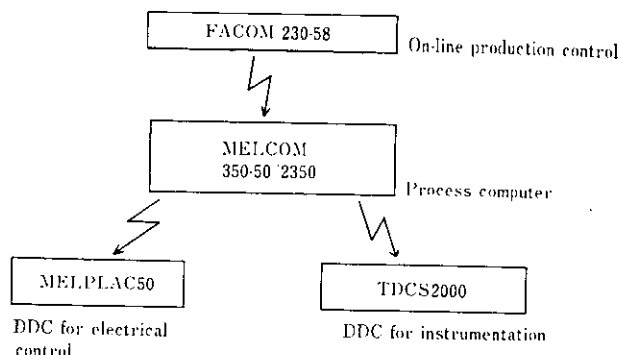 FACOM 230-58
On-line production control
MELCOM
350-50 2350
Process computer
MELPLAC50
TDCS2000
DDC for electrical
control
DDC for instrumentation